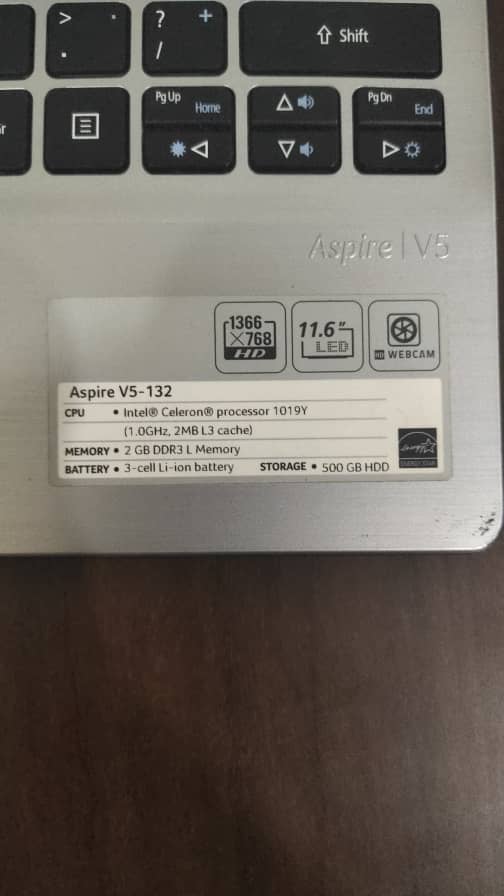 > .
? + /
⇧ Shift
Pg Up Home
Pg Dn End
Aspire | V5
1366 ×768 HD
11.6" LED
HD WEBCAM
Aspire V5-132
CPU • Intel® Celeron® processor 1019Y
(1.0GHz, 2MB L3 cache)
MEMORY • 2 GB DDR3 L Memory
BATTERY • 3-cell Li-ion battery STORAGE • 500 GB HDD
ENERGY STAR